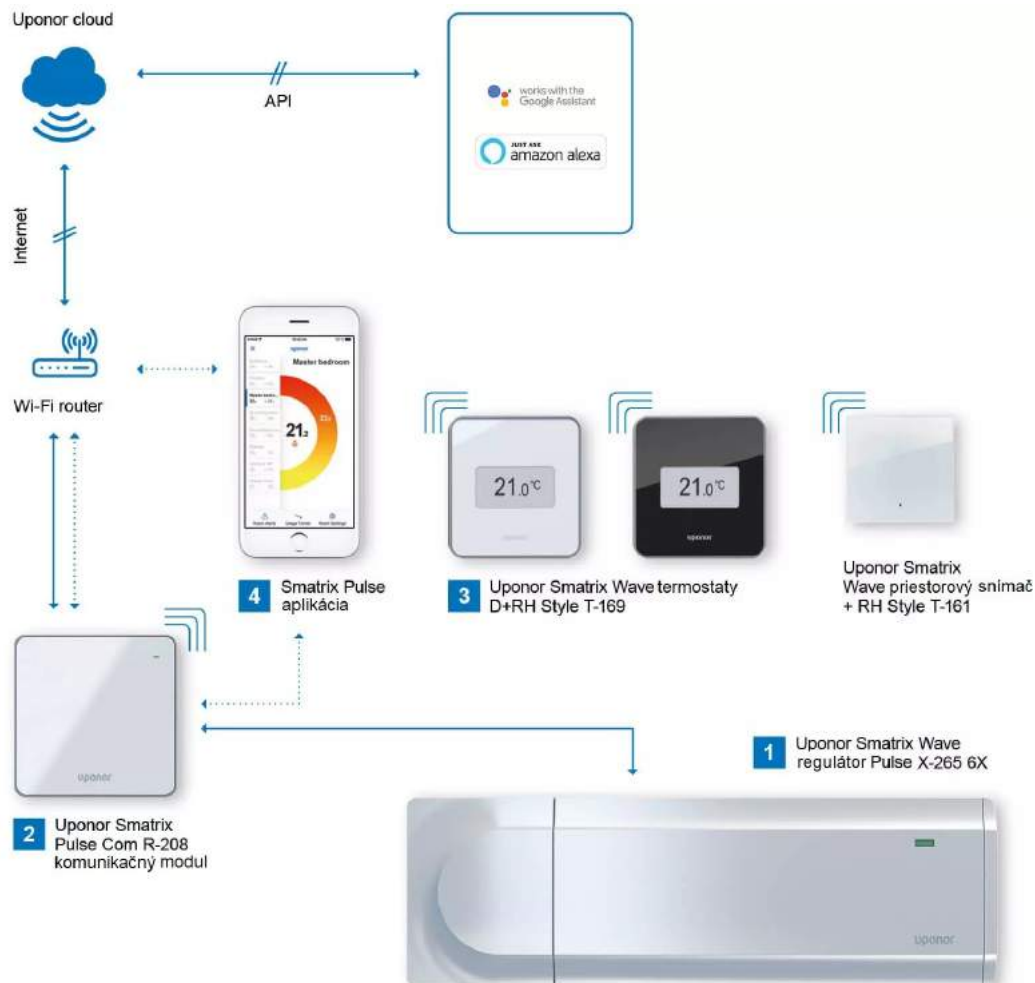 Uponor cloud
API
works with the
Google Assistant
JUST ASK
amazon alexa
Internet
Wi-Fi router
uponor
Master bedroom
21.2
4
Smatrix Pulse
aplikácia
21.0°C
uponor
21.0°C
uponor
3
Uponor Smatrix Wave termostaty
D+RH Style T-169
Uponor Smatrix
Wave priestorový snímač
+ RH Style T-161
uponor
2
Uponor Smatrix
Pulse Com R-208
komunikačný modul
1
Uponor Smatrix Wave
regulátor Pulse X-265 6X
uponor